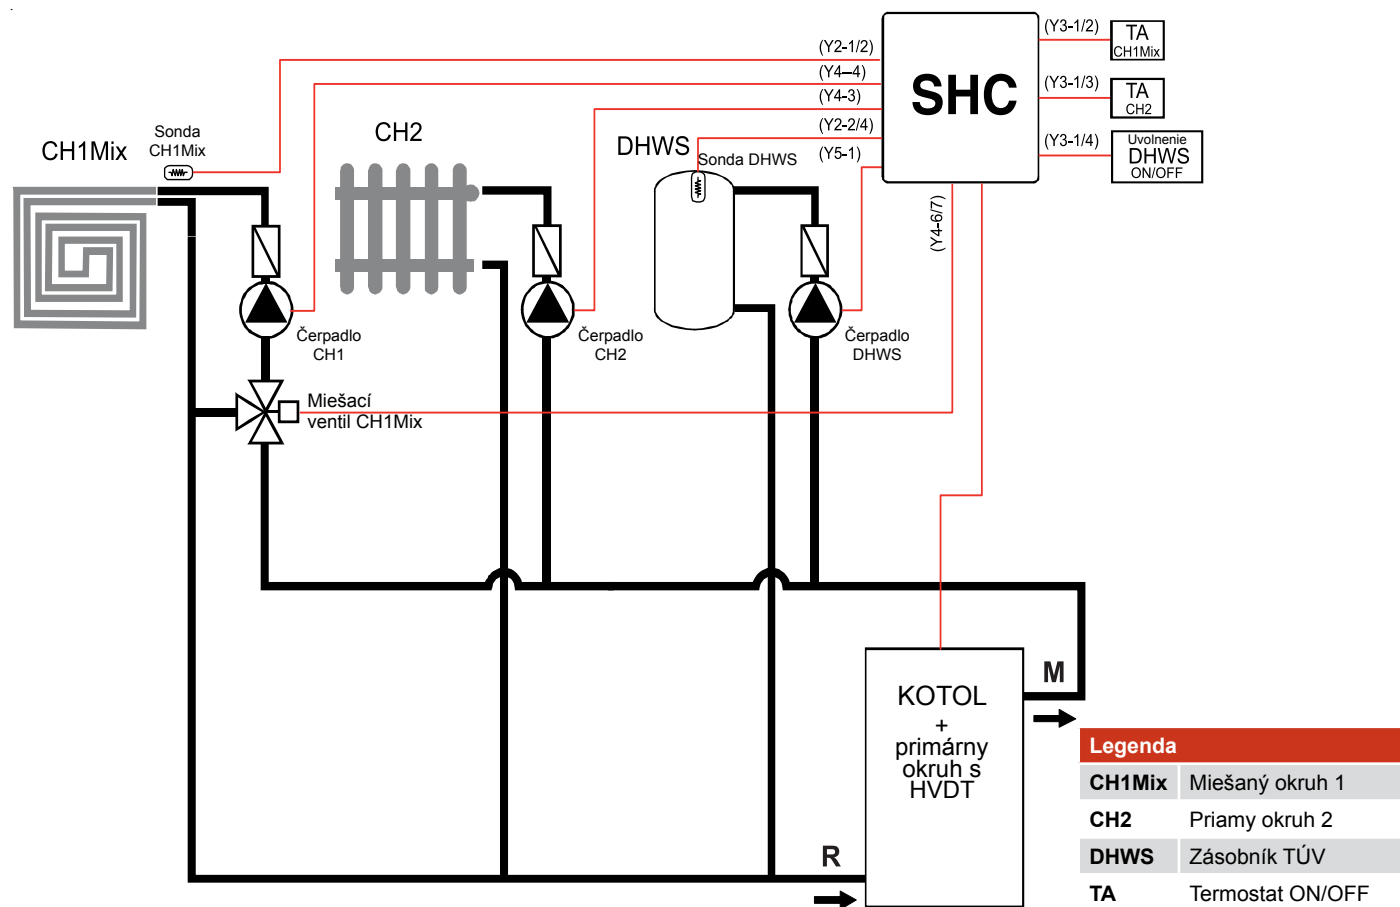 (Y2-1/2)
(Y4–4)
(Y4-3)
(Y2-2/4)
(Y5-1)
SHC
(Y3-1/2)
TA
CH1Mix
(Y3-1/3)
TA
CH2
(Y3-1/4)
Uvolnenie
DHWS
ON/OFF
(Y4-6/7)
CH1Mix
Sonda
CH1Mix
CH2
DHWS
Sonda DHWS
Čerpadlo
CH1
Čerpadlo
CH2
Čerpadlo
DHWS
Miešací
ventil CH1Mix
KOTOL
+
primárny
okruh s
HVDT
M
R
Legenda
CH1Mix Miešaný okruh 1
CH2 Priamy okruh 2
DHWS Zásobník TÚV
TA Termostat ON/OFF